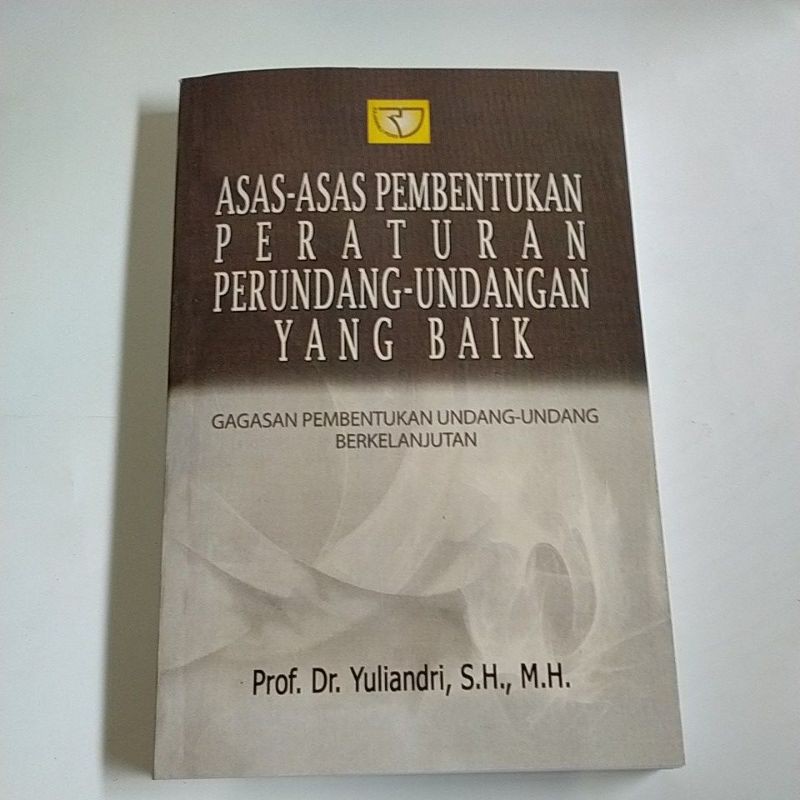 ASAS-ASAS PEMBENTUKAN
PERATURAN
PERUNDANG-UNDANGAN
YANG BAIK
GAGASAN PEMBENTUKAN UNDANG-UNDANG
BERKELANJUTAN
Prof. Dr. Yuliandri, S.H., M.H.